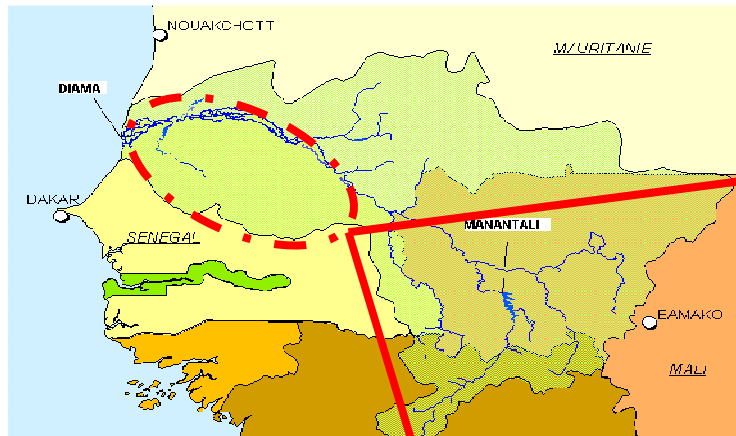 NOUAKCHOTT
MAURITANIE
DIAMA
DAKAR
SENEGAL
MANANTALI
BAMAKO
MALI